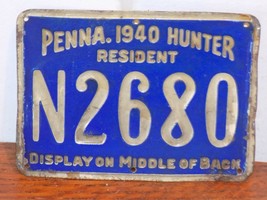 PENNA. 1940 HUNTER
RESIDENT
N2680
DISPLAY ON MIDDLE OF BACK